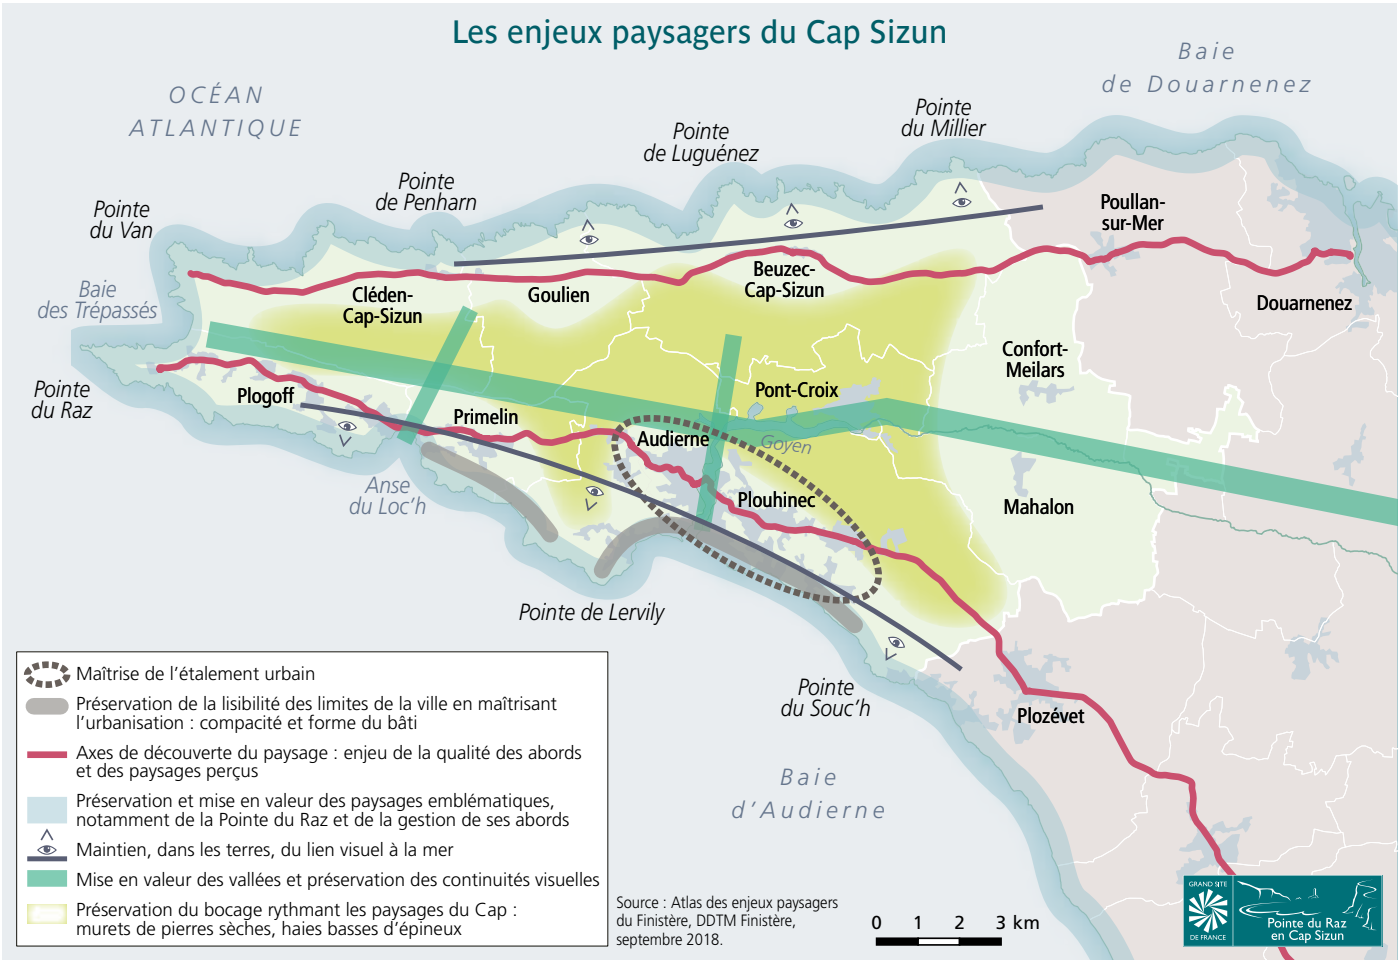 Les enjeux paysagers du Cap Sizun
OCÉAN
ATLANTIQUE
Baie
de Douarnenez
Pointe
du Millier
Pointe
de Luguénez
Pointe
de Penharn
Pointe
du Van
Baie
des Trépassés
Pointe
du Raz
Poullan-
sur-Mer
Douarnenez
Beuzec-
Cap-Sizun
Goulien
Cléden-
Cap-Sizun
Confort-
Meilars
Pont-Croix
Plogoff
Primelin
Audierne
Goyen
Anse
du Loc'h
Plouhinec
Mahalon
Pointe de Lervily
Pointe
du Souc'h
Plozévet
Baie
d'Audierne
Maîtrise de l'étalement urbain
Préservation de la lisibilité des limites de la ville en maîtrisant
l'urbanisation : compacité et forme du bâti
Axes de découverte du paysage : enjeu de la qualité des abords
et des paysages perçus
Préservation et mise en valeur des paysages emblématiques,
notamment de la Pointe du Raz et de la gestion de ses abords
Maintien, dans les terres, du lien visuel à la mer
Mise en valeur des vallées et préservation des continuités visuelles
Préservation du bocage rythmant les paysages du Cap :
murets de pierres sèches, haies basses d'épineux
Source : Atlas des enjeux paysagers
du Finistère, DDTM Finistère,
septembre 2018.
0 1 2 3 km
GRAND SITE
DE FRANCE
Pointe du Raz
en Cap Sizun